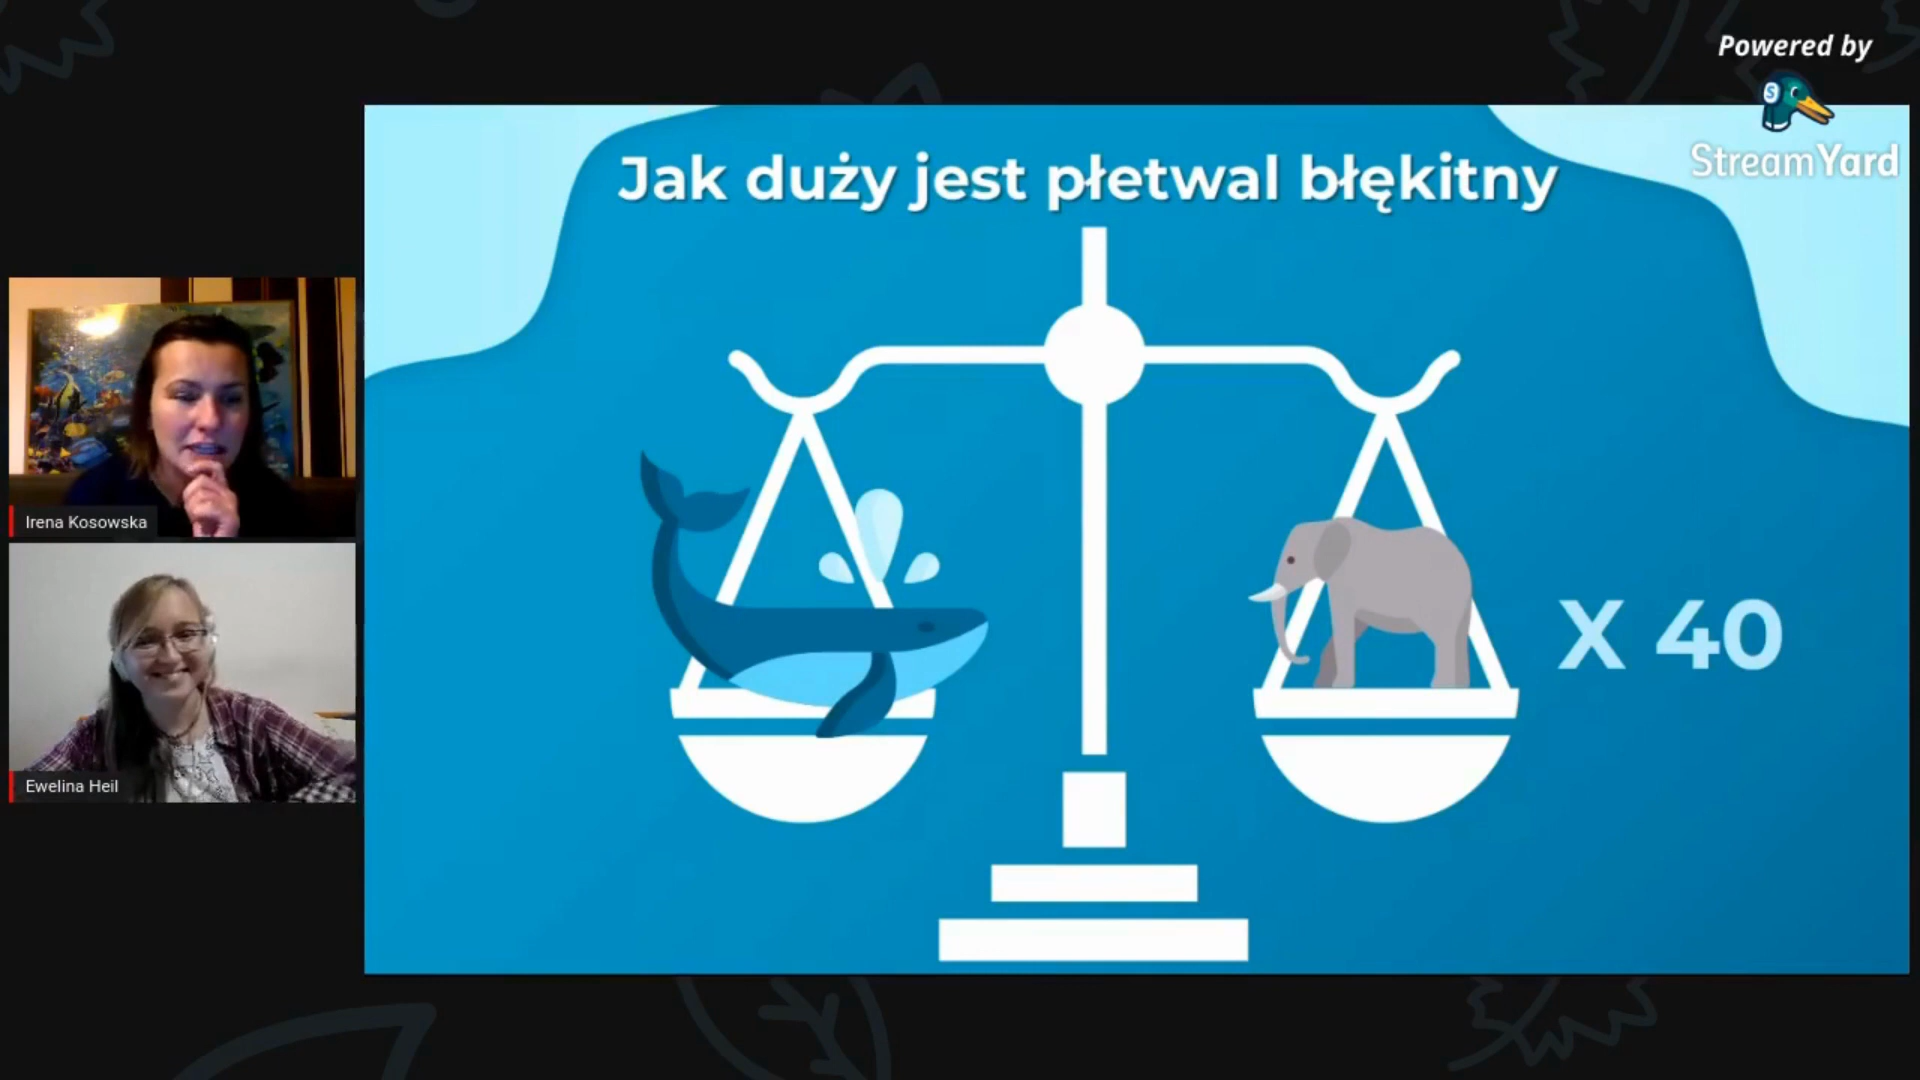 Powered by
StreamYard
Jak duży jest płetwal błękitny
X 40
Irena Kosowska
Ewelina Heil